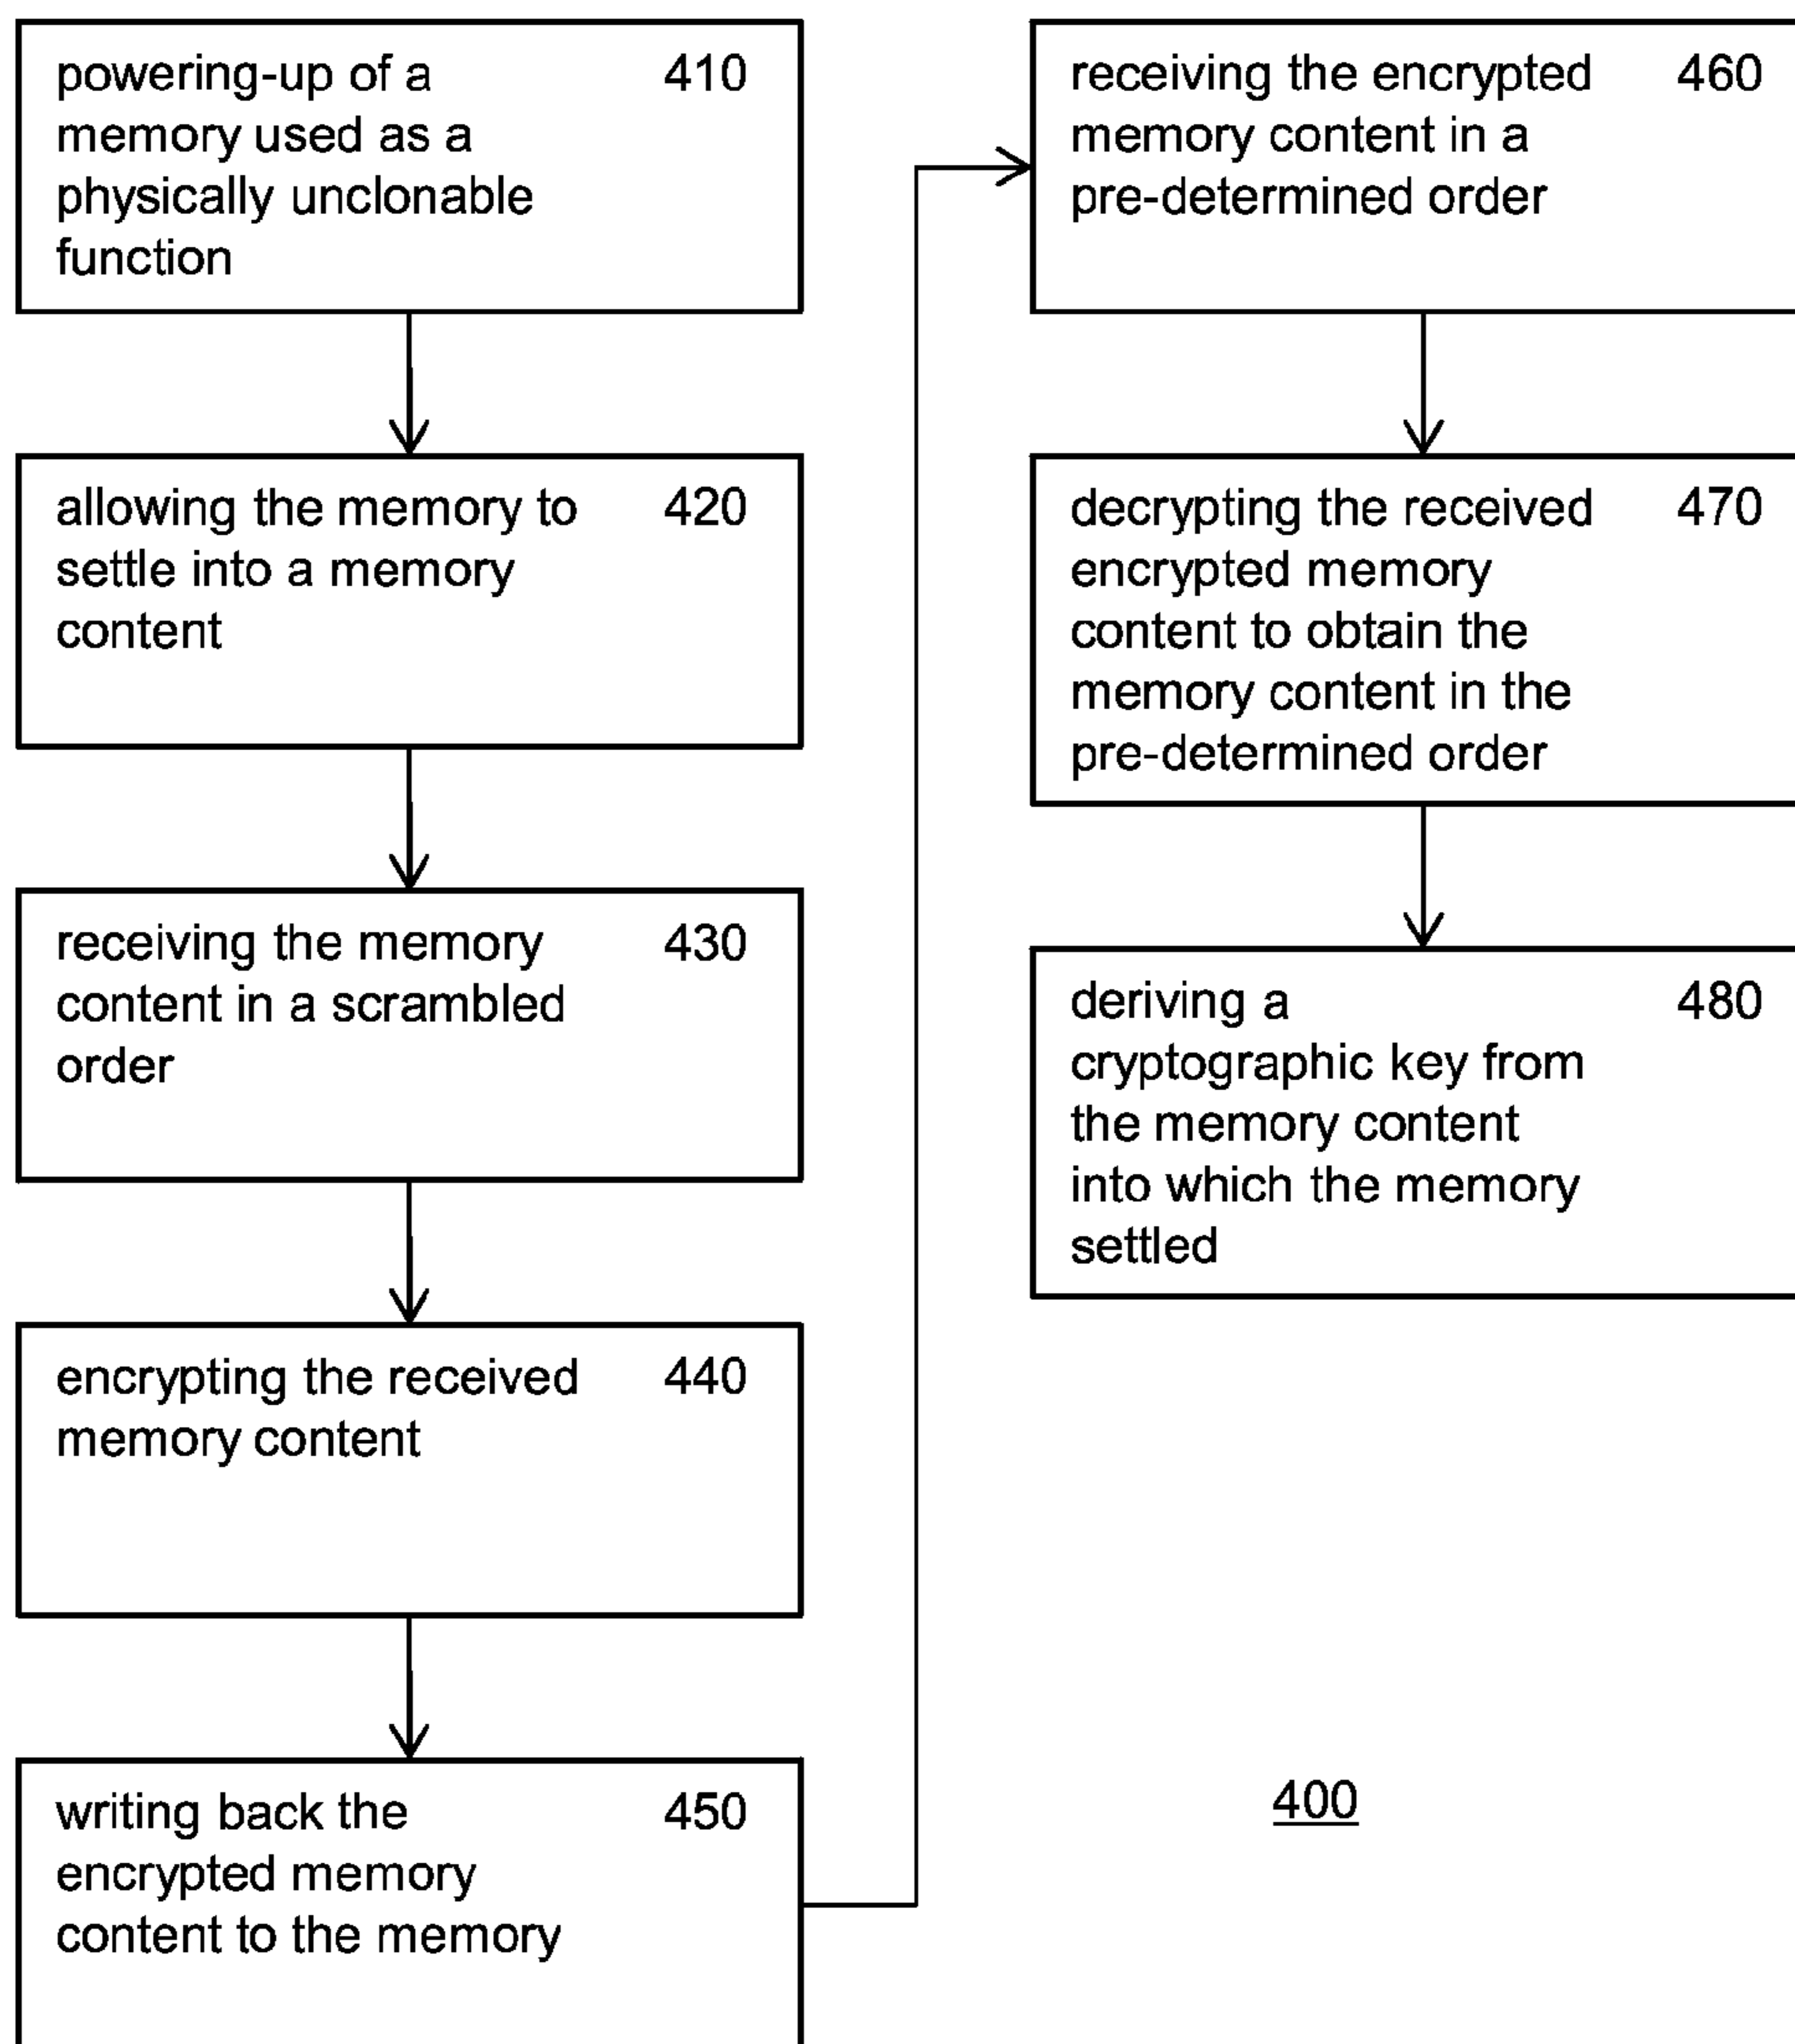 powering-up of a 410
memory used as a
physically unclonable
function
allowing the memory to 420
settle into a memory
content
receiving the memory 430
content in a scrambled
order
encrypting the received 440
memory content
writing back the 450
encrypted memory
content to the memory
receiving the encrypted 460
memory content in a
pre-determined order
decrypting the received 470
encrypted memory
content to obtain the
memory content in the
pre-determined order
deriving a 480
cryptographic key from
the memory content
into which the memory
settled
400